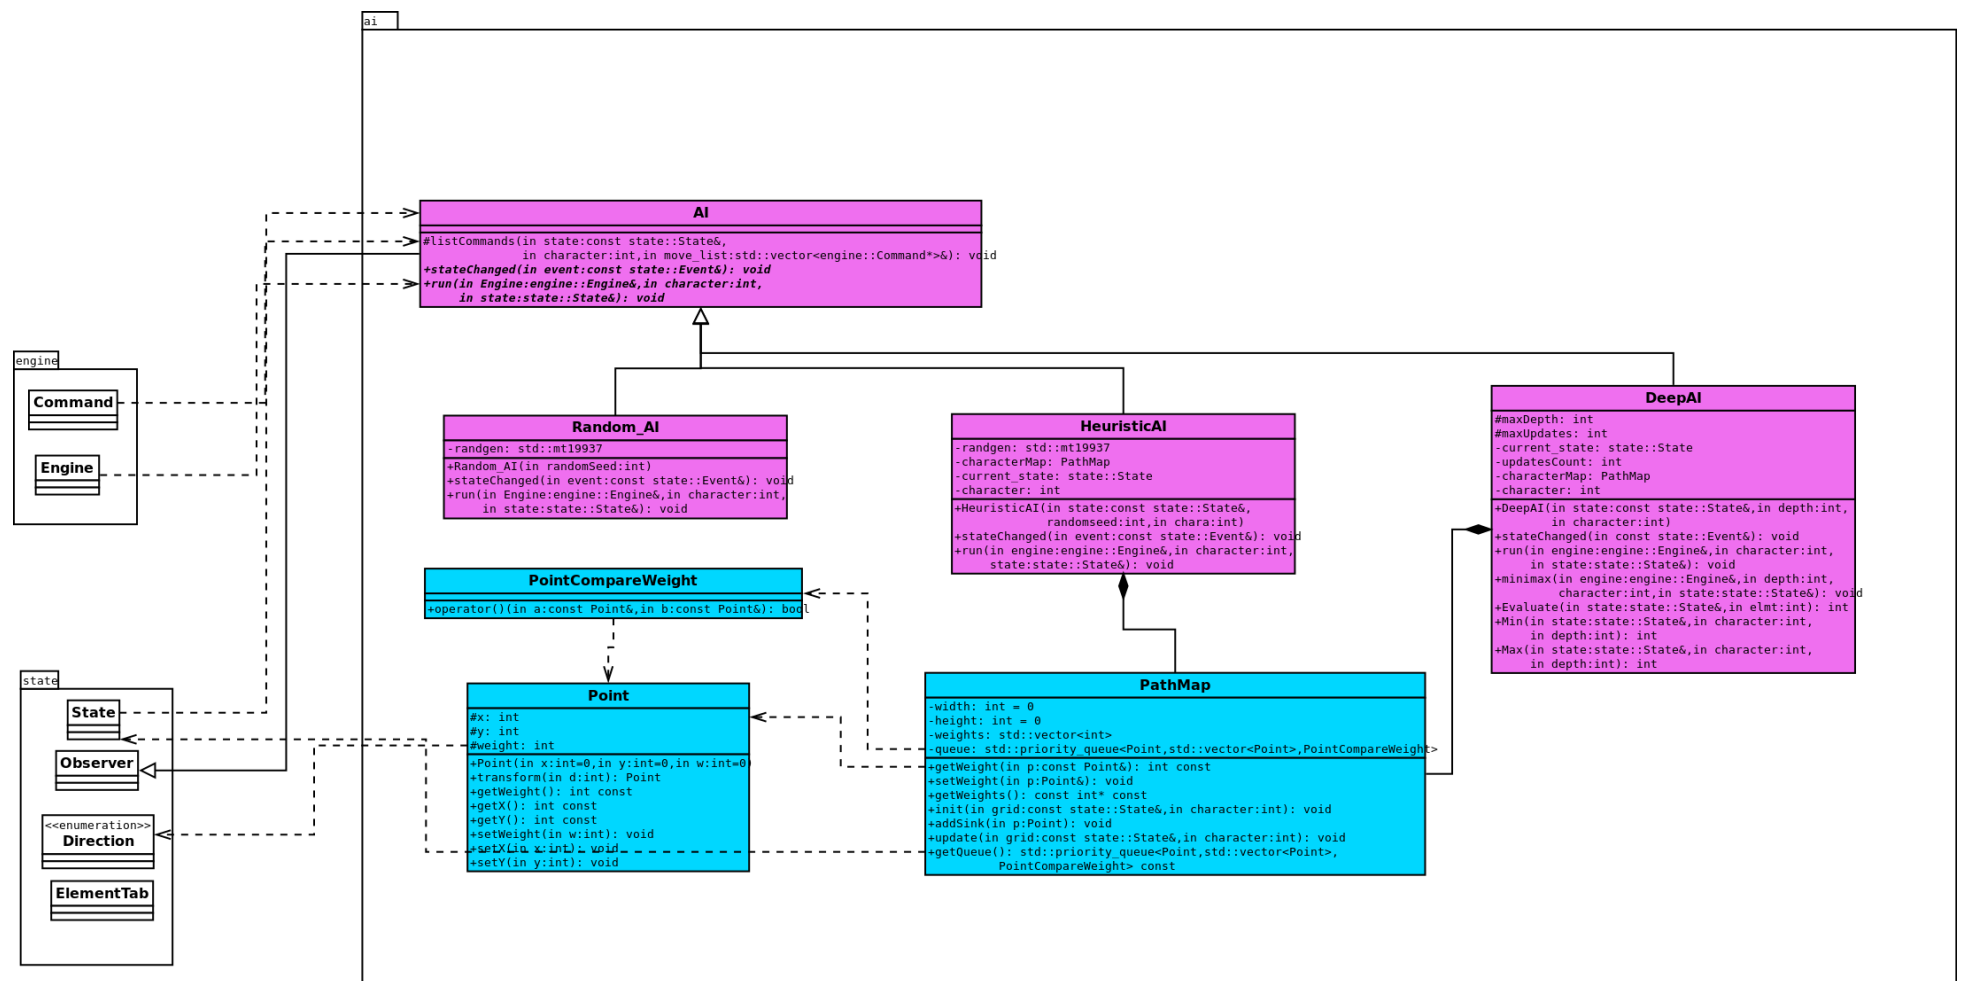 ai
AI
#listCommands(in state:const state::State&,
in character:int,in move_list:std::vector<engine::Command*>&): void
+stateChanged(in event:const state::Event&): void
+run(in Engine:engine::Engine&,in character:int,
in state:state::State&): void
engine
Command
Engine
Random_AI
-randgen: std::mt19937
+Random_AI(in randomSeed:int)
+stateChanged(in event:const state::Event&): void
+run(in Engine:engine::Engine&,in character:int,
in state:state::State&): void
HeuristicAI
-randgen: std::mt19937
-characterMap: PathMap
-current_state: state::State
-character: int
+HeuristicAI(in state:const state::State&,
randomseed:int,in chara:int)
+stateChanged(in event:const state::Event&): void
+run(in engine:engine::Engine&,in character:int,
state:state::State&): void
DeepAI
#maxDepth: int
#maxUpdates: int
-current_state: state::State
-updatesCount: int
-characterMap: PathMap
-character: int
+DeepAI(in state:const state::State&,in depth:int,
in character:int)
+stateChanged(in const state::Event&): void
+run(in engine:engine::Engine&,in character:int,
in state:state::State&): void
+minimax(in engine:engine::Engine&,in depth:int,
character:int,in state:state::State&): void
+Evaluate(in state:state::State&,in elmt:int): int
+Min(in state:state::State&,in character:int,
in depth:int): int
+Max(in state:state::State&,in character:int,
in depth:int): int
PointCompareWeight
+operator()(in a:const Point&,in b:const Point&): bool
state
State
Observer
<<enumeration>>
Direction
ElementTab
Point
#x: int
#y: int
#weight: int
+Point(in x:int=0,in y:int=0,in w:int=0)
+transform(in d:int): Point
+getWeight(): int const
+getX(): int const
+getY(): int const
+setWeight(in w:int): void
+setX(in x:int): void
+setY(in y:int): void
PathMap
-width: int = 0
-height: int = 0
-weights: std::vector<int>
-queue: std::priority_queue<Point,std::vector<Point>,PointCompareWeight>
+getWeight(in p:const Point&): int const
+setWeight(in p:Point&): void
+getWeights(): const int* const
+init(in grid:const state::State&,in character:int): void
+addSink(in p:Point): void
+update(in grid:const state::State&,in character:int): void
+getQueue(): std::priority_queue<Point,std::vector<Point>,
PointCompareWeight> const